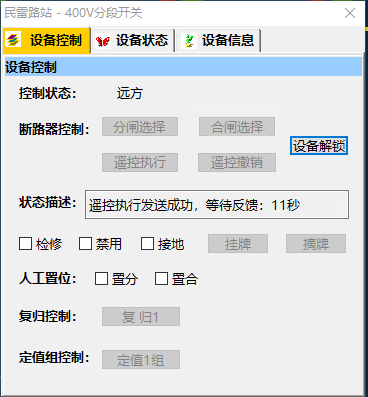 民雷路站 - 400V分段开关
设备控制 设备状态 设备信息
设备控制
控制状态： 远方
断路器控制： 分闸选择 合闸选择
设备解锁
遥控执行 遥控撤销
状态描述： 遥控执行发送成功，等待反馈：11秒
检修 禁用 接地 挂牌 摘牌
人工置位： 置分 置合
复归控制： 复 归1
定值组控制： 定值1组